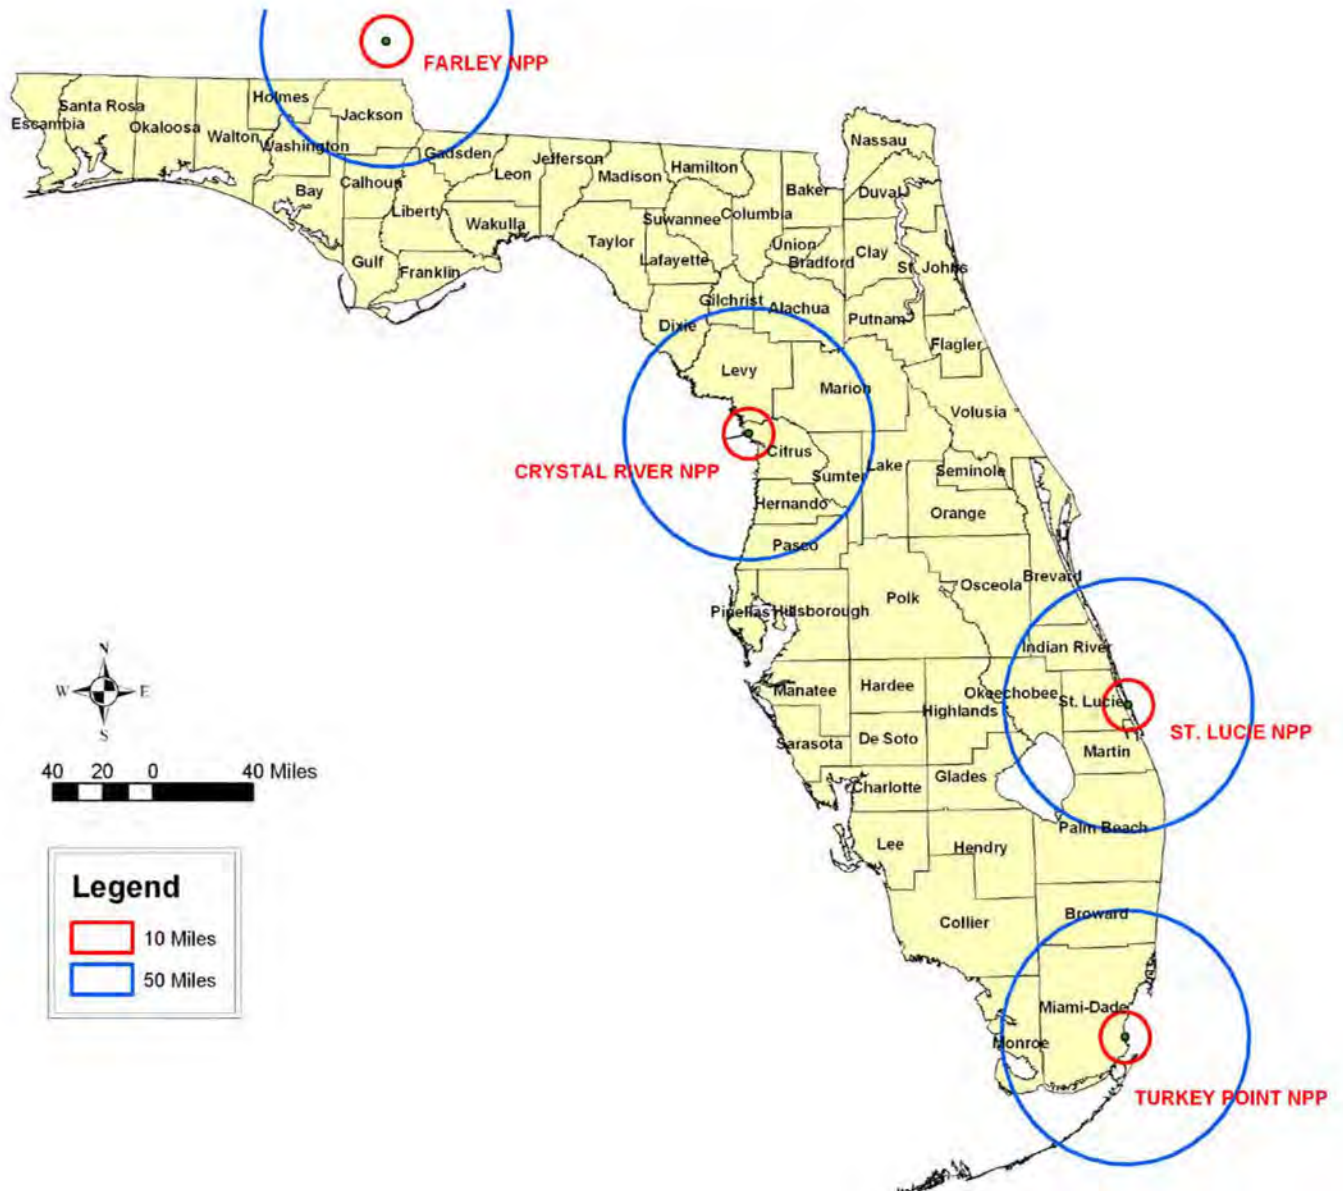 FARLEY NPP
Holmes
Santa Rosa
Jackson
Escambia
Okaloosa
Walton
Washington
Nassau
Gadsden
Jefferson
Hamilton
Leon
Madison
Baker
Duval
Bay
Calhoun
Liberty
Wakulla
Suwannee
Columbia
Taylor
Union
Clay
Gulf
Franklin
Lafayette
Bradford
St. Johns
Gilchrist
Alachua
Putnam
Dixie
Flagler
Levy
Marion
Volusia
Citrus
CRYSTAL RIVER NPP
Sumter
Lake
Seminole
Hernando
Orange
Pasco
Brevard
Osceola
Polk
Pinellas
Hillsborough
Indian River
N
W
E
S
Manatee
Hardee
Okeechobee
St. Lucie
Highlands
ST. LUCIE NPP
Sarasota
De Soto
Martin
40 20 0 40 Miles
Charlotte
Glades
Palm Beach
Lee
Hendry
Legend
10 Miles
50 Miles
Collier
Broward
Miami-Dade
Monroe
TURKEY POINT NPP